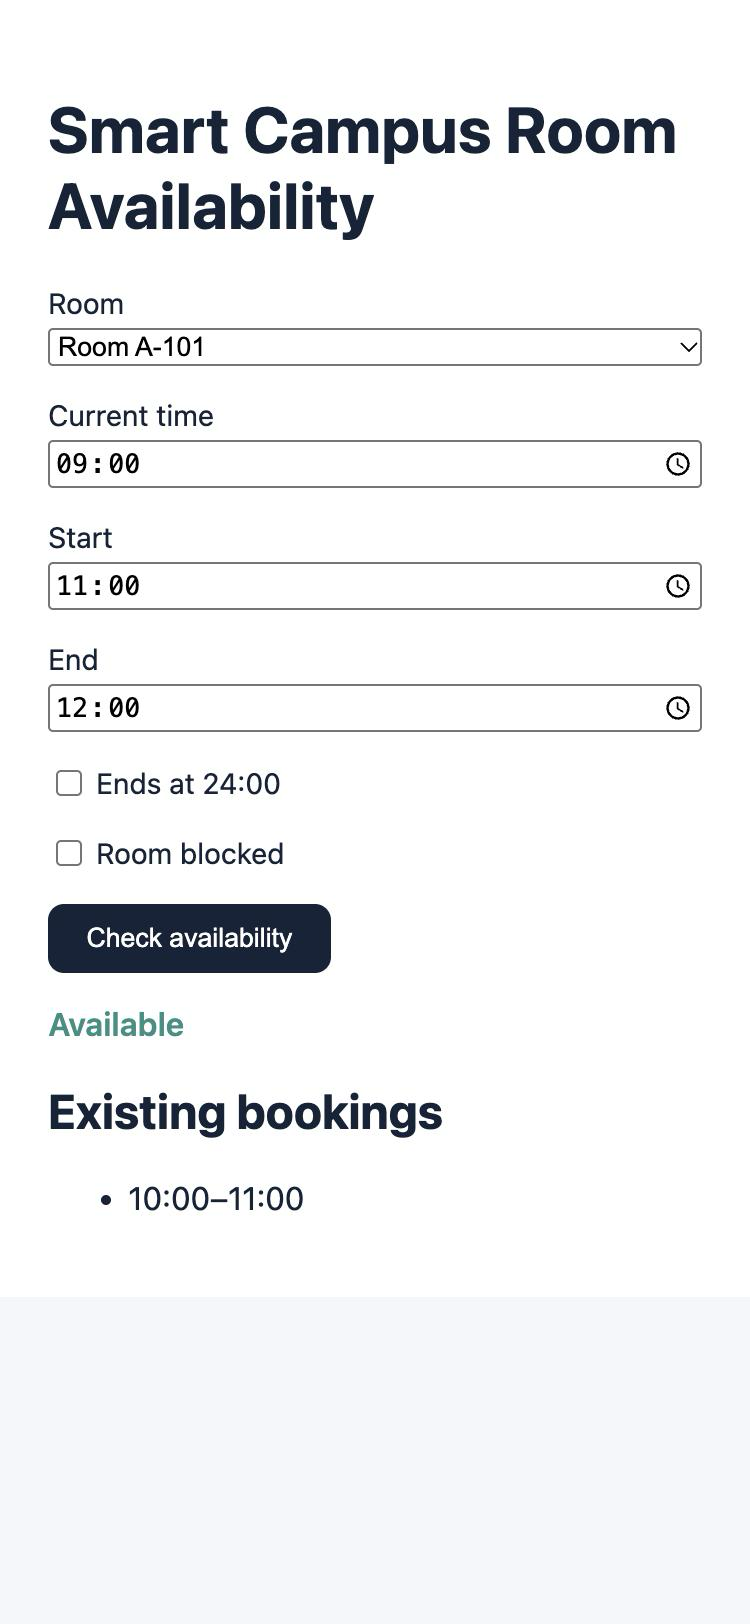 Smart Campus Room
Availability
Room
Room A-101
Current time
09:00
Start
11:00
End
12:00
Ends at 24:00
Room blocked
Check availability
Available
Existing bookings
• 10:00–11:00